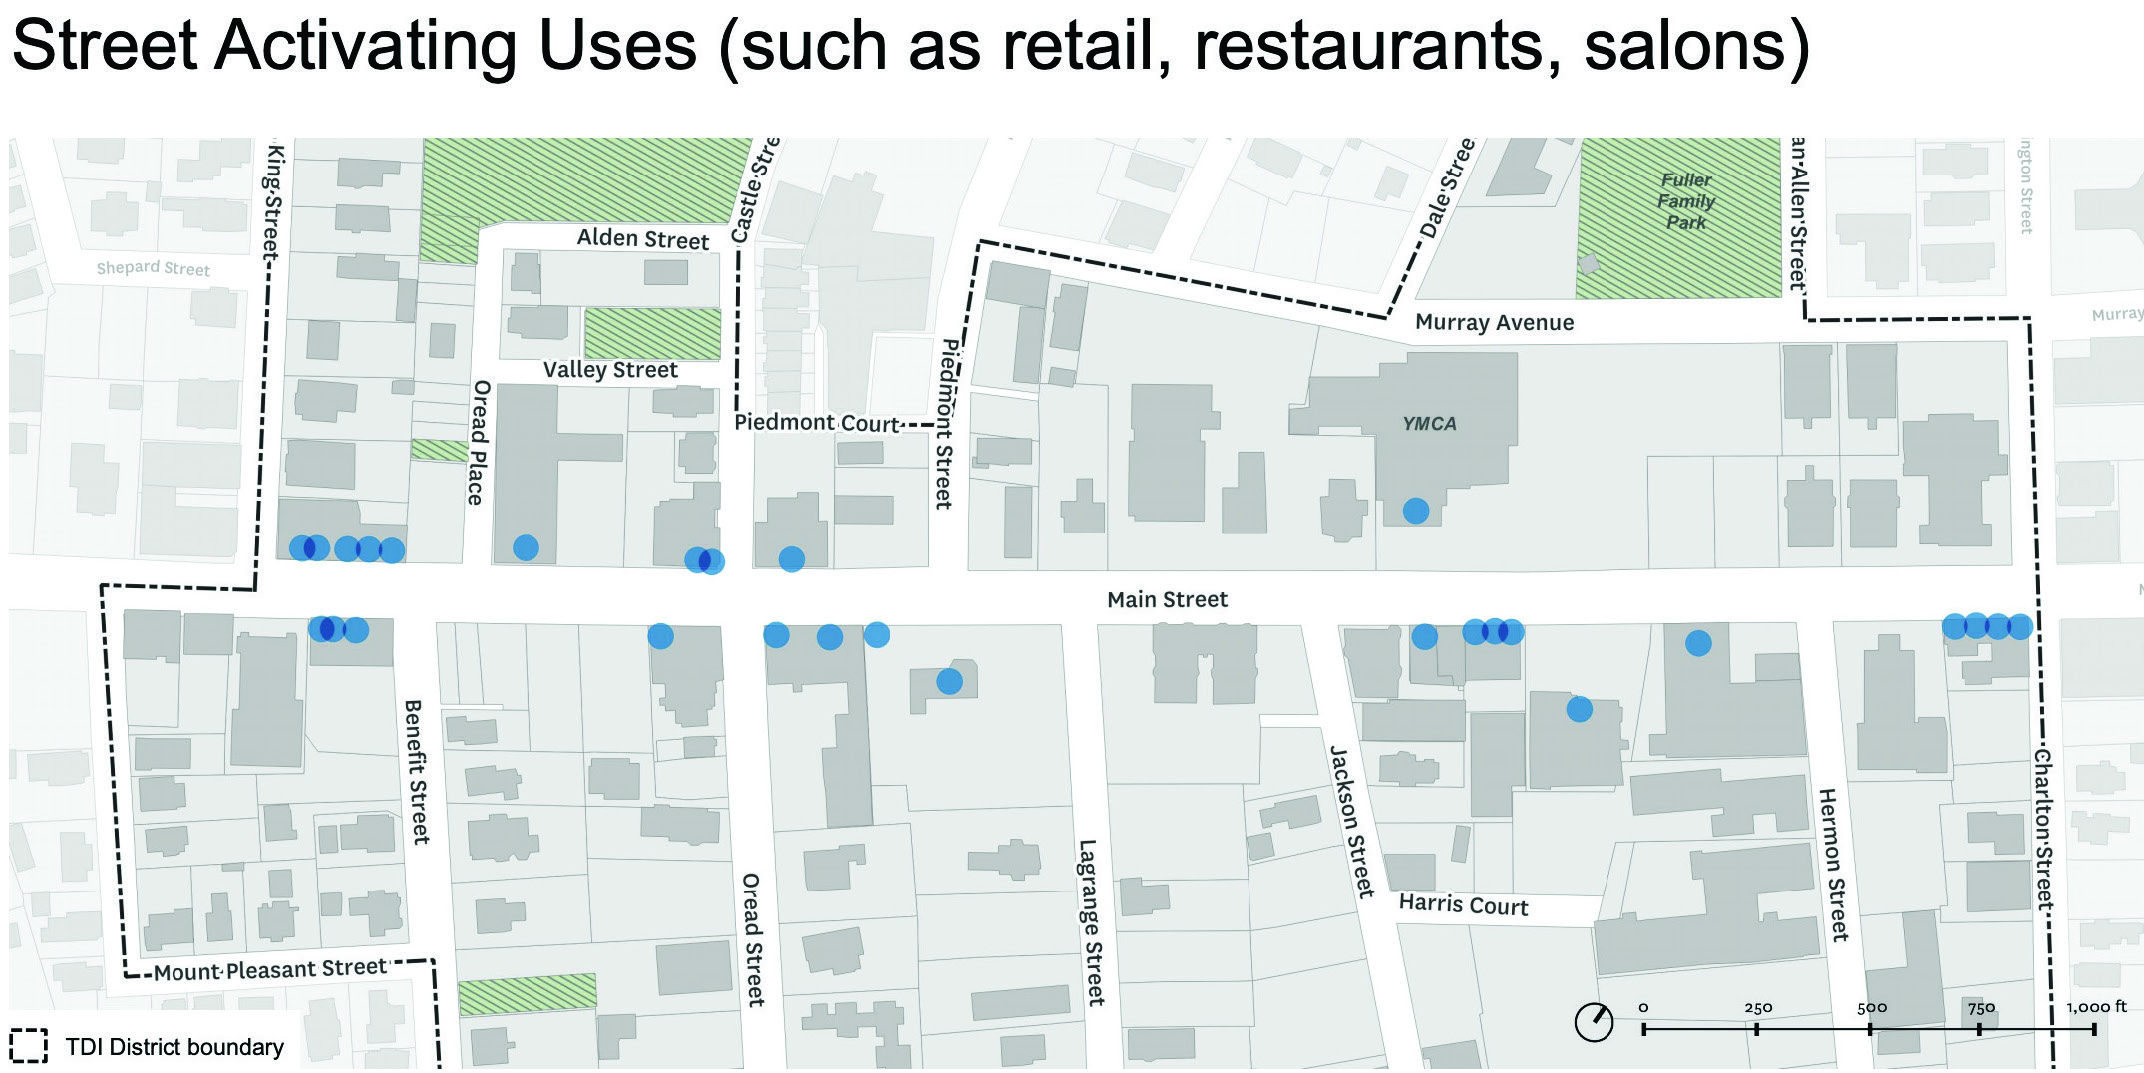 Street Activating Uses (such as retail, restaurants, salons)
King Street
Castle Stre
Dale Stree
Fuller
Family
Park
an Allen Street
ington Street
Alden Street
Shepard Street
Murray Avenue
Murray
Valley Street
Oread Place
Piedmont Court
Piedmont Street
YMCA
Main Street
Benefit Street
Jackson Street
Charlton Street
Hermon Street
Lagrange Street
Oread Street
Harris Court
Mount Pleasant Street
0 250 500 750 1,000 ft
TDI District boundary